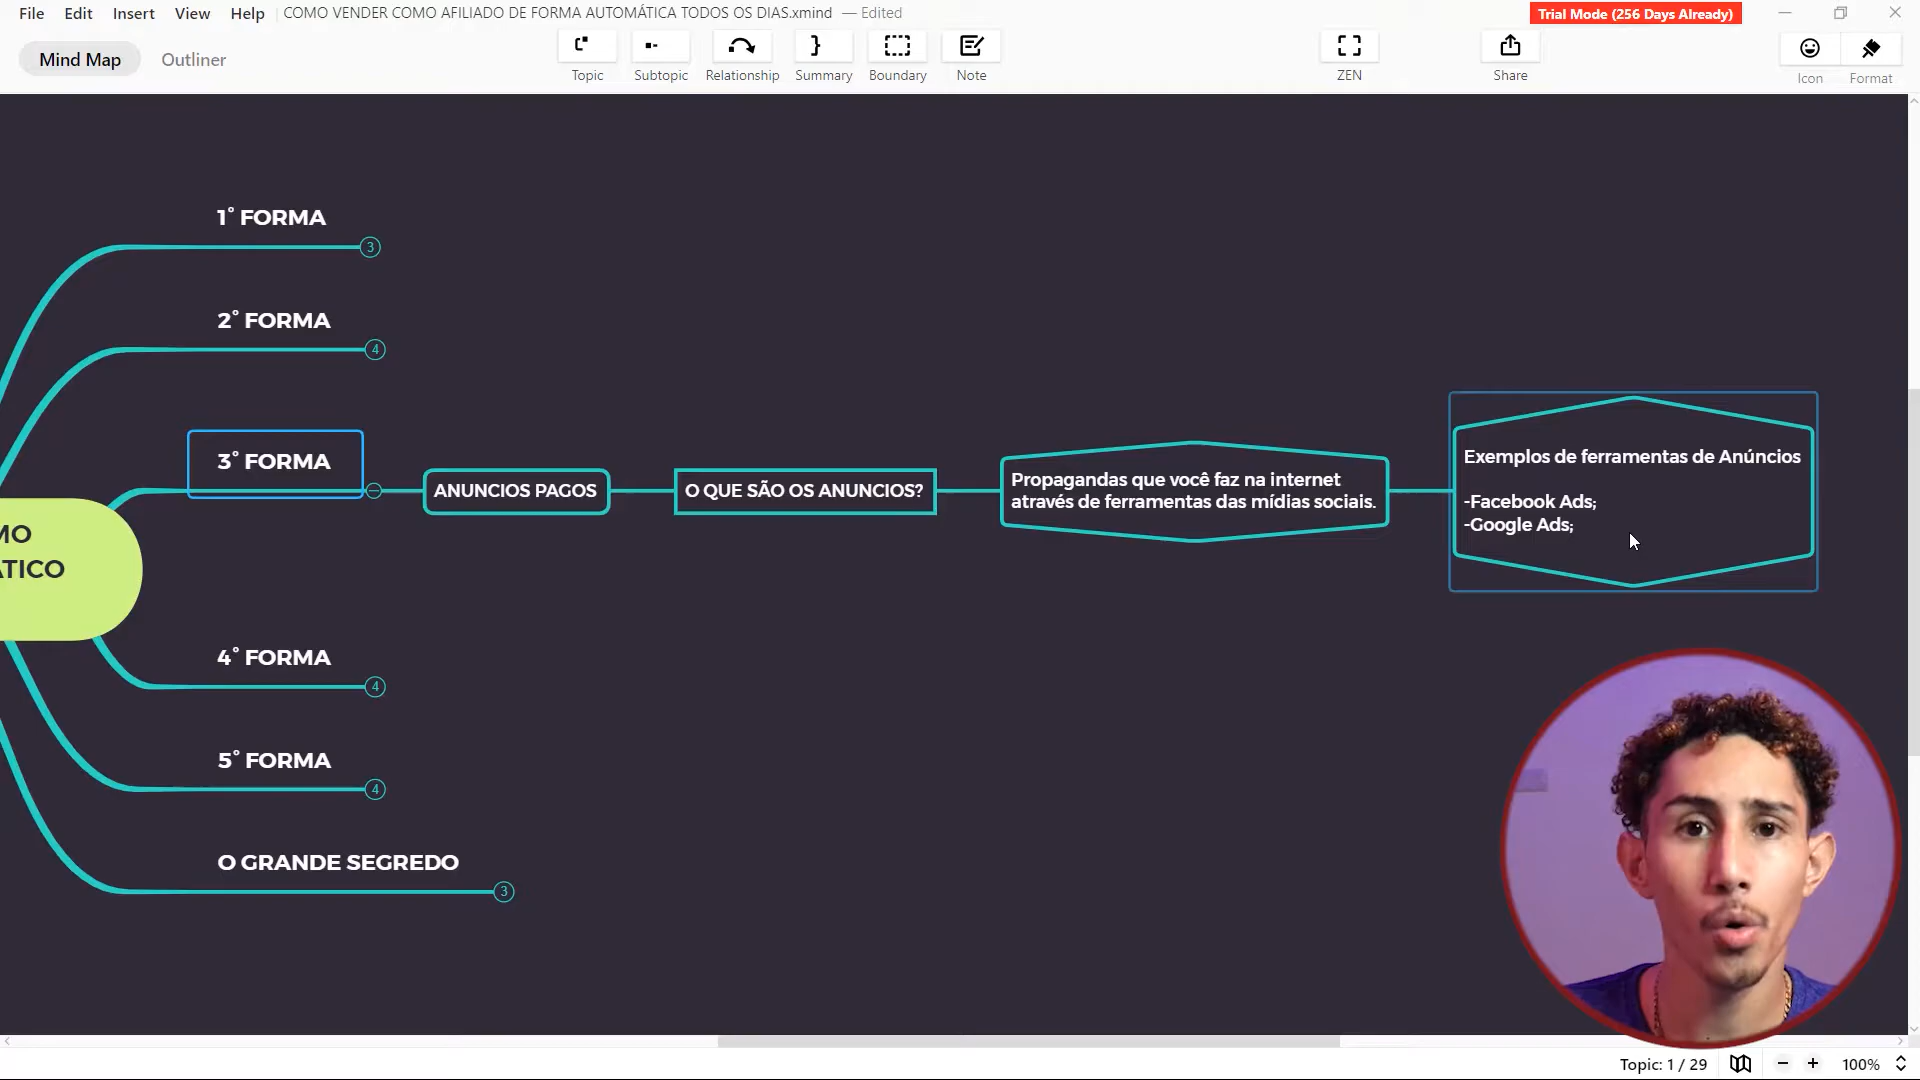 File Edit Insert View Help COMO VENDER COMO AFILIADO DE FORMA AUTOMÁTICA TODOS OS DIAS.xmind — Edited
Trial Mode (256 Days Already)
Mind Map Outliner
Topic Subtopic Relationship Summary Boundary Note ZEN Share Icon Format
1° FORMA
3
2° FORMA
4
3° FORMA
ANUNCIOS PAGOS
O QUE SÃO OS ANUNCIOS?
Propagandas que você faz na internet
através de ferramentas das mídias sociais.
Exemplos de ferramentas de Anúncios
-Facebook Ads;
-Google Ads;
MO
ÁTICO
4° FORMA
4
5° FORMA
4
O GRANDE SEGREDO
3
Topic: 1 / 29 100%